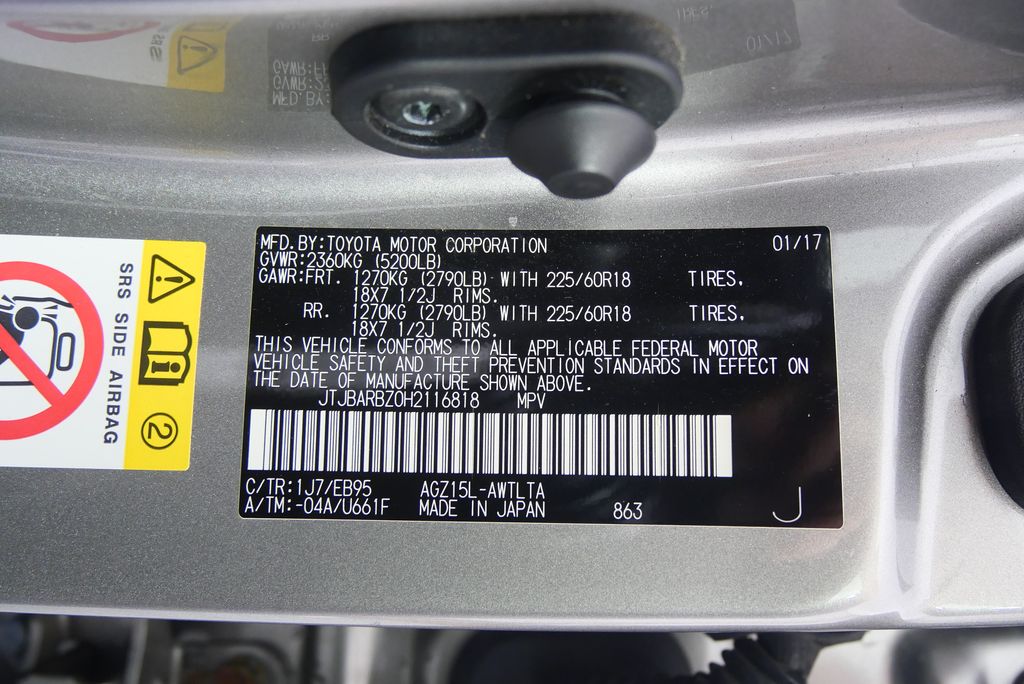 SRS SIDE AIRBAG
2
MFD. BY: TOYOTA MOTOR CORPORATION 01/17
GVWR: 2360KG (5200LB)
GAWR: FRT. 1270KG (2790LB) WITH 225/60R18 TIRES.
18X7 1/2J RIMS.
RR. 1270KG (2790LB) WITH 225/60R18 TIRES.
18X7 1/2J RIMS.
THIS VEHICLE CONFORMS TO ALL APPLICABLE FEDERAL MOTOR
VEHICLE SAFETY AND THEFT PREVENTION STANDARDS IN EFFECT ON
THE DATE OF MANUFACTURE SHOWN ABOVE.
JTJBARBZ0H2116818 MPV
C/TR: 1J7/EB95 AGZ15L-AWTLTA
A/TM: -04A/U661F MADE IN JAPAN 863 J